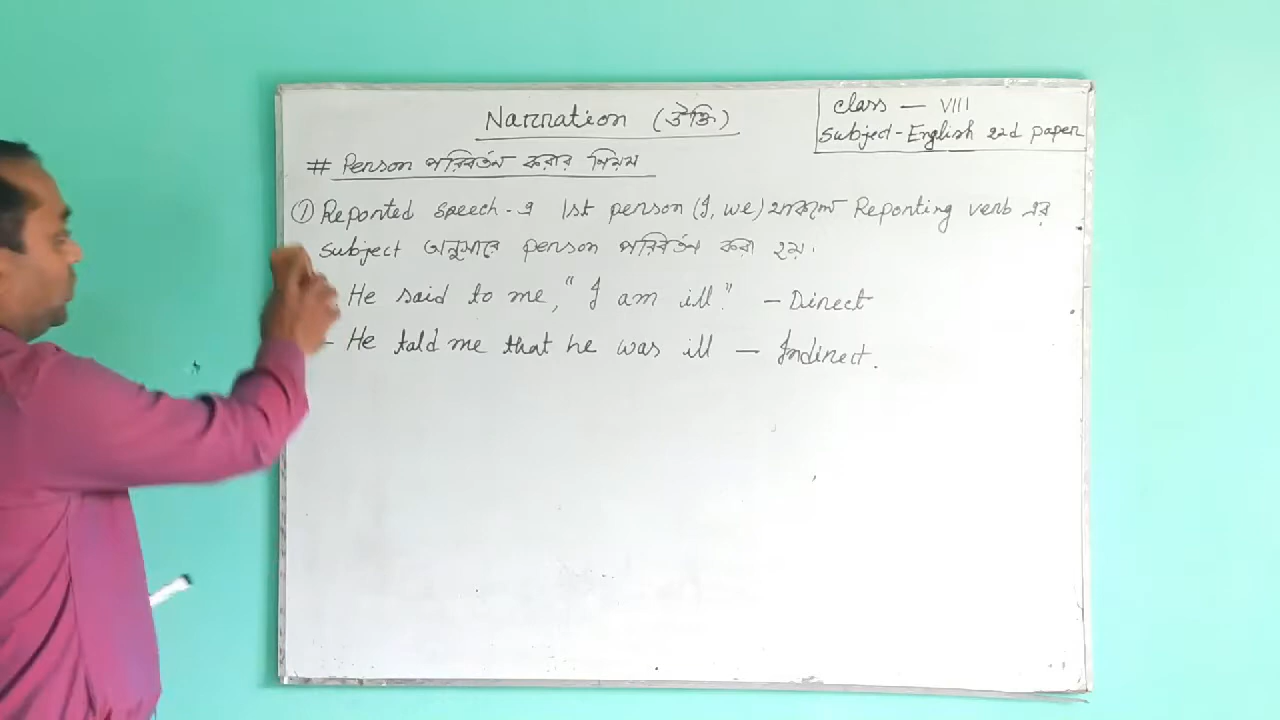 Narration (উক্তি)
Class — VIII
Subject - English 2nd paper
# Person পরিবর্তন করার নিয়ম
① Reported speech - এ 1st person (I, we) থাকলে Reporting verb এর
subject অনুসারে person পরিবর্তন করা হয়।
He said to me, "I am ill." — Direct
- He told me that he was ill — Indirect.